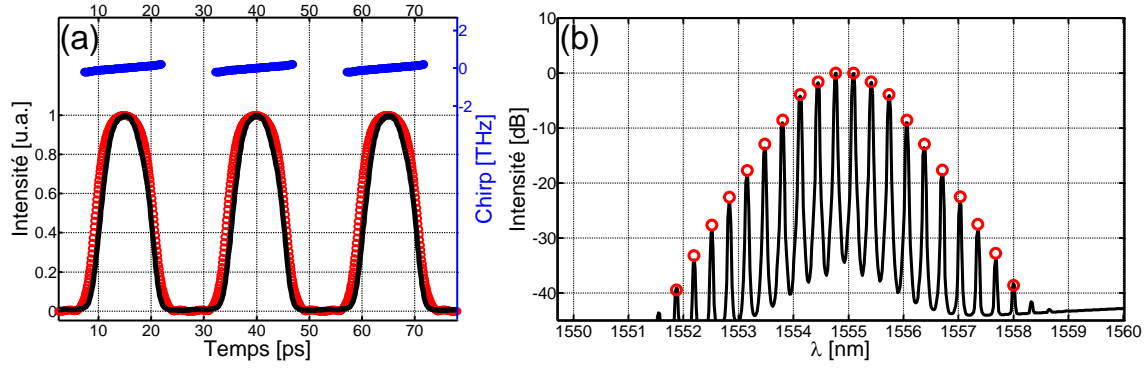 (a)
10 20 30 40 50 60 70
2
0
-2
Chirp [THz]
Intensité [u.a.]
1
0.8
0.6
0.4
0.2
0
10 20 30 40 50 60 70
Temps [ps]
(b)
Intensité [dB]
10
0
-10
-20
-30
-40
1550 1551 1552 1553 1554 1555 1556 1557 1558 1559 1560
λ [nm]